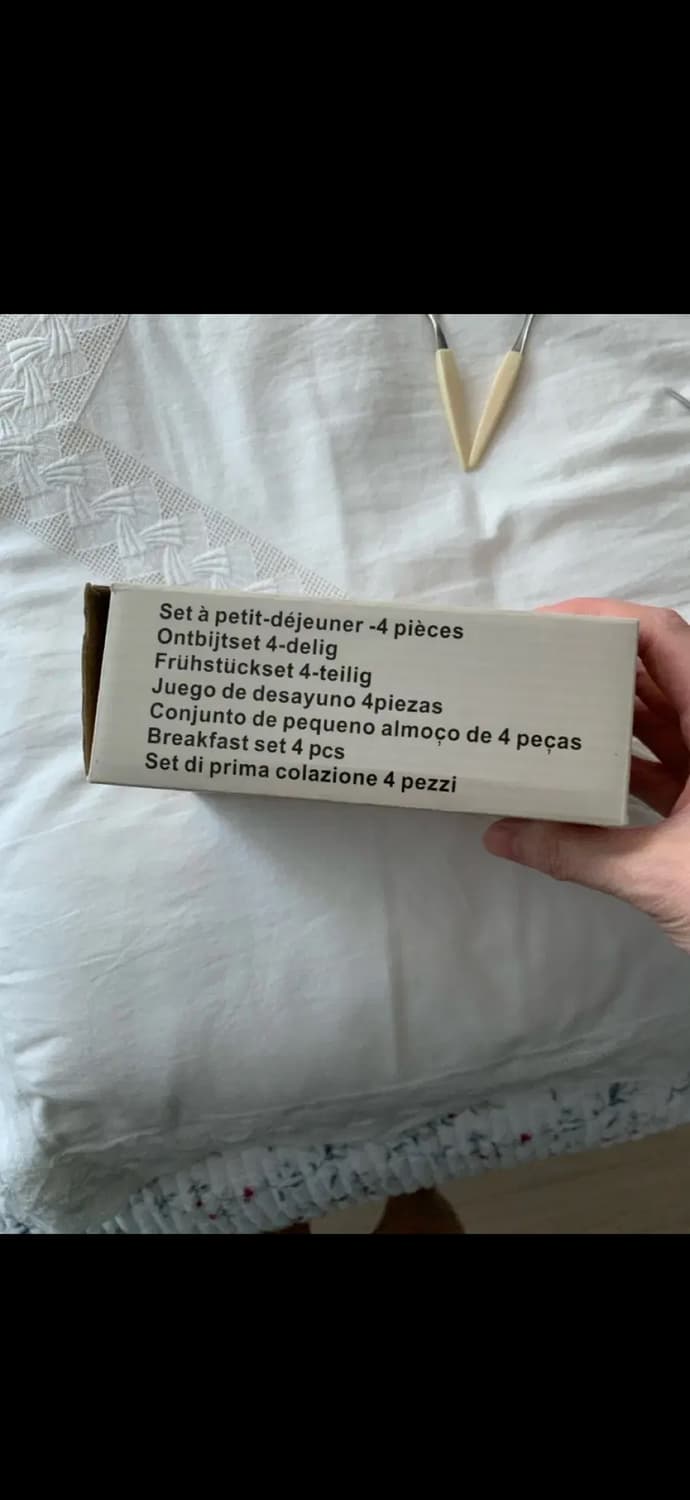 Set à petit-déjeuner -4 pièces
Ontbijtset 4-delig
Frühstückset 4-teilig
Juego de desayuno 4piezas
Conjunto de pequeno almoço de 4 peças
Breakfast set 4 pcs
Set di prima colazione 4 pezzi